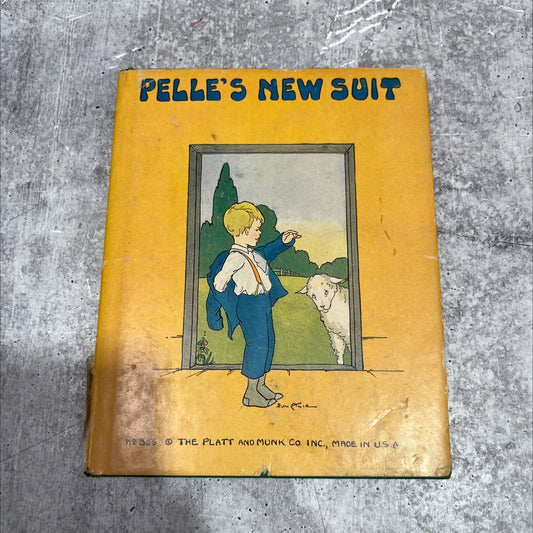 PELLE'S NEW SUIT
© THE PLATT AND MUNK CO. INC., MADE IN U.S.A